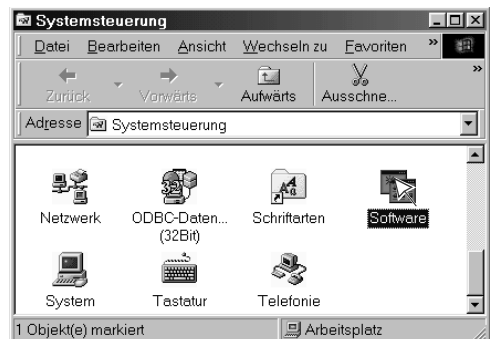 Systemsteuerung
Datei Bearbeiten Ansicht Wechseln zu Favoriten »
Zurück Vorwärts Aufwärts Ausschne... »
Adresse Systemsteuerung
Netzwerk ODBC-Daten... (32Bit) Schriftarten Software
System Tastatur Telefonie
1 Objekt(e) markiert Arbeitsplatz